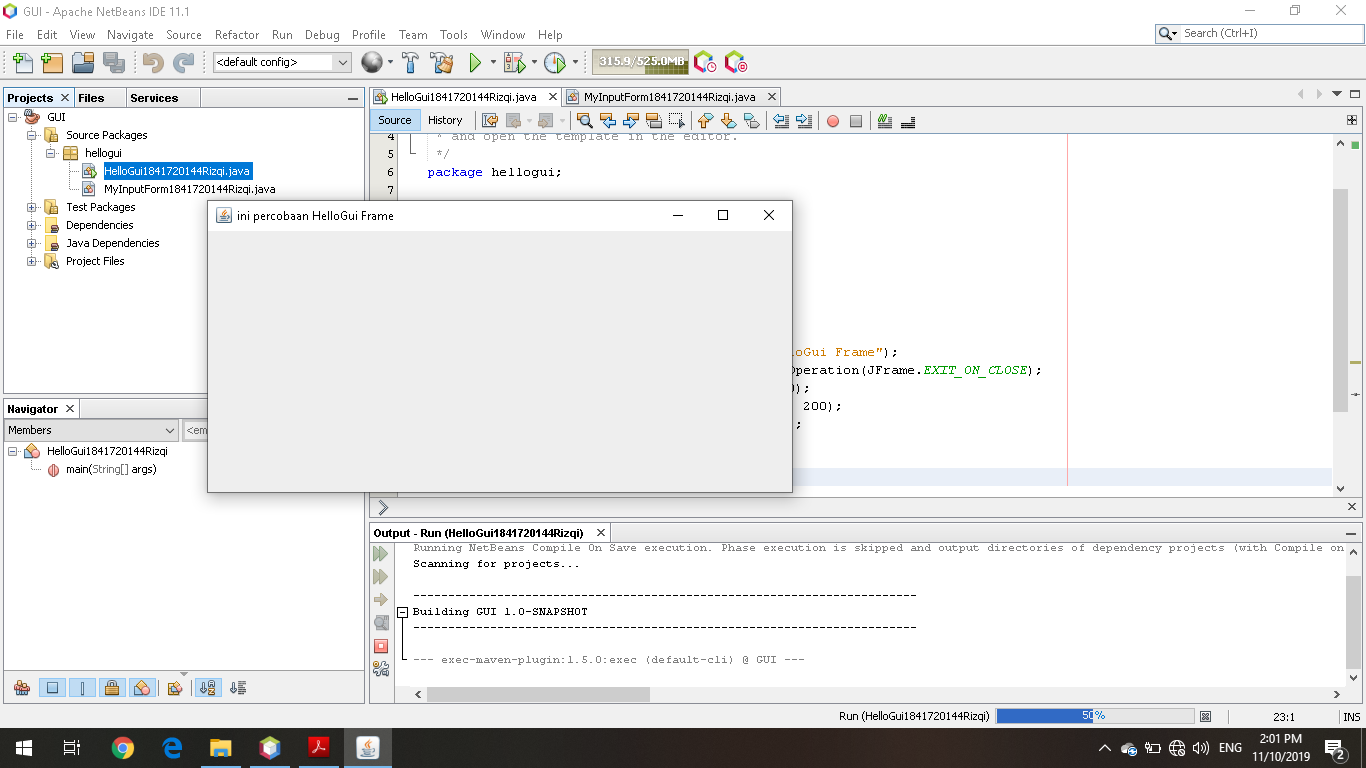 GUI - Apache NetBeans IDE 11.1
File Edit View Navigate Source Refactor Run Debug Profile Team Tools Window Help
Search (Ctrl+I)
<default config>
315.9/525.0MB
Projects Files Services
GUI
Source Packages
hellogui
HelloGui1841720144Rizqi.java
MyInputForm1841720144Rizqi.java
Test Packages
Dependencies
Java Dependencies
Project Files
HelloGui1841720144Rizqi.java MyInputForm1841720144Rizqi.java
Source History
4 * and open the template in the editor.
5 */
6 package hellogui;
7
ini percobaan HelloGui Frame
loGui Frame");
Operation(JFrame.EXIT_ON_CLOSE);
);
, 200);
;
Navigator
Members <em
HelloGui1841720144Rizqi
main(String[] args)
Output - Run (HelloGui1841720144Rizqi)
Running NetBeans Compile On Save execution. Phase execution is skipped and output directories of dependency projects (with Compile on
Scanning for projects...
------------------------------------------------------------------------
Building GUI 1.0-SNAPSHOT
------------------------------------------------------------------------
--- exec-maven-plugin:1.5.0:exec (default-cli) @ GUI ---
Run (HelloGui1841720144Rizqi) 50% 23:1 INS
ENG
2:01 PM
11/10/2019
2